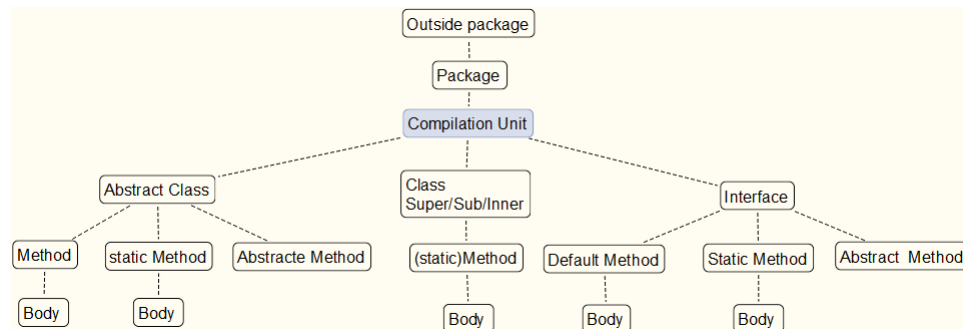 Outside package
Package
Compilation Unit
Abstract Class
Class
Super/Sub/Inner
Interface
Method
static Method
Abstracte Method
(static)Method
Default Method
Static Method
Abstract Method
Body
Body
Body
Body
Body